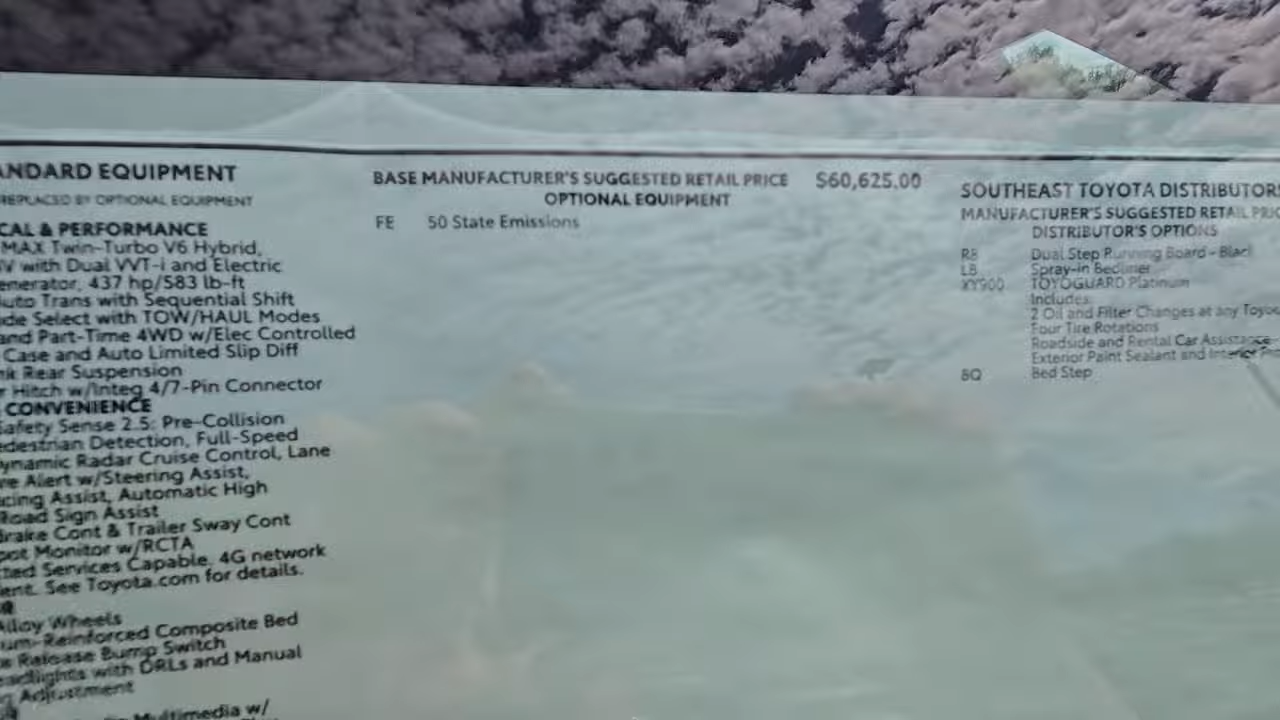 ANDARD EQUIPMENT
REPLACED BY OPTIONAL EQUIPMENT
CAL & PERFORMANCE
MAX Twin-Turbo V6 Hybrid,
V with Dual VVT-i and Electric
enerator, 437 hp/583 lb-ft
uto Trans with Sequential Shift
de Select with TOW/HAUL Modes
and Part-Time 4WD w/Elec Controlled
Case and Auto Limited Slip Diff
nk Rear Suspension
r Hitch w/Integ 4/7-Pin Connector
CONVENIENCE
Safety Sense 2.5: Pre-Collision
edestrian Detection, Full-Speed
ynamic Radar Cruise Control, Lane
re Alert w/Steering Assist,
cing Assist, Automatic High
Road Sign Assist
Brake Cont & Trailer Sway Cont
pot Monitor w/RCTA
cted Services Capable. 4G network
ent. See Toyota.com for details.
Alloy Wheels
um-Reinforced Composite Bed
e Release Bump Switch
eadlights with DRLs and Manual
Adjustment
Multimedia w/
BASE MANUFACTURER'S SUGGESTED RETAIL PRICE $60,625.00
OPTIONAL EQUIPMENT
FE 50 State Emissions
SOUTHEAST TOYOTA DISTRIBUTORS
MANUFACTURER'S SUGGESTED RETAIL PRIC
DISTRIBUTOR'S OPTIONS
R8 Dual Step Running Board - Black
L8 Spray-in Bedliner
XY900 TOYOGUARD Platinum
Includes:
2 Oil and Filter Changes at any Toyo
Four Tire Rotations
Roadside and Rental Car Assistance
Exterior Paint Sealant and Interior
8Q Bed Step